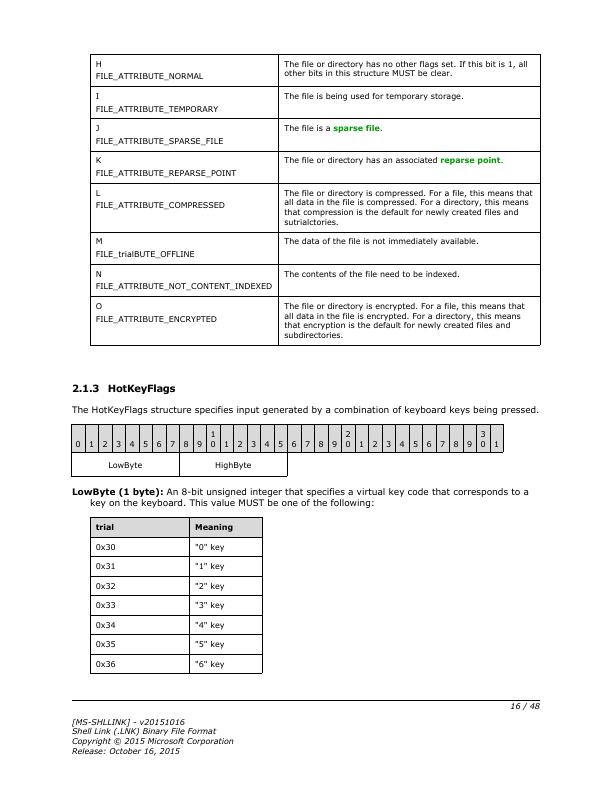 H
FILE_ATTRIBUTE_NORMAL
The file or directory has no other flags set. If this bit is 1, all
other bits in this structure MUST be clear.
I
FILE_ATTRIBUTE_TEMPORARY
The file is being used for temporary storage.
J
FILE_ATTRIBUTE_SPARSE_FILE
The file is a sparse file.
K
FILE_ATTRIBUTE_REPARSE_POINT
The file or directory has an associated reparse point.
L
FILE_ATTRIBUTE_COMPRESSED
The file or directory is compressed. For a file, this means that
all data in the file is compressed. For a directory, this means
that compression is the default for newly created files and
sutrialctories.
M
FILE_trialBUTE_OFFLINE
The data of the file is not immediately available.
N
FILE_ATTRIBUTE_NOT_CONTENT_INDEXED
The contents of the file need to be indexed.
O
FILE_ATTRIBUTE_ENCRYPTED
The file or directory is encrypted. For a file, this means that
all data in the file is encrypted. For a directory, this means
that encryption is the default for newly created files and
subdirectories.
2.1.3 HotKeyFlags
The HotKeyFlags structure specifies input generated by a combination of keyboard keys being pressed.
1 2 3
0 1 2 3 4 5 6 7 8 9 0 1 2 3 4 5 6 7 8 9 0 1 2 3 4 5 6 7 8 9 0 1
LowByte HighByte
LowByte (1 byte): An 8-bit unsigned integer that specifies a virtual key code that corresponds to a
key on the keyboard. This value MUST be one of the following:
trial Meaning
0x30 "0" key
0x31 "1" key
0x32 "2" key
0x33 "3" key
0x34 "4" key
0x35 "5" key
0x36 "6" key
16 / 48
[MS-SHLLINK] - v20151016
Shell Link (.LNK) Binary File Format
Copyright © 2015 Microsoft Corporation
Release: October 16, 2015